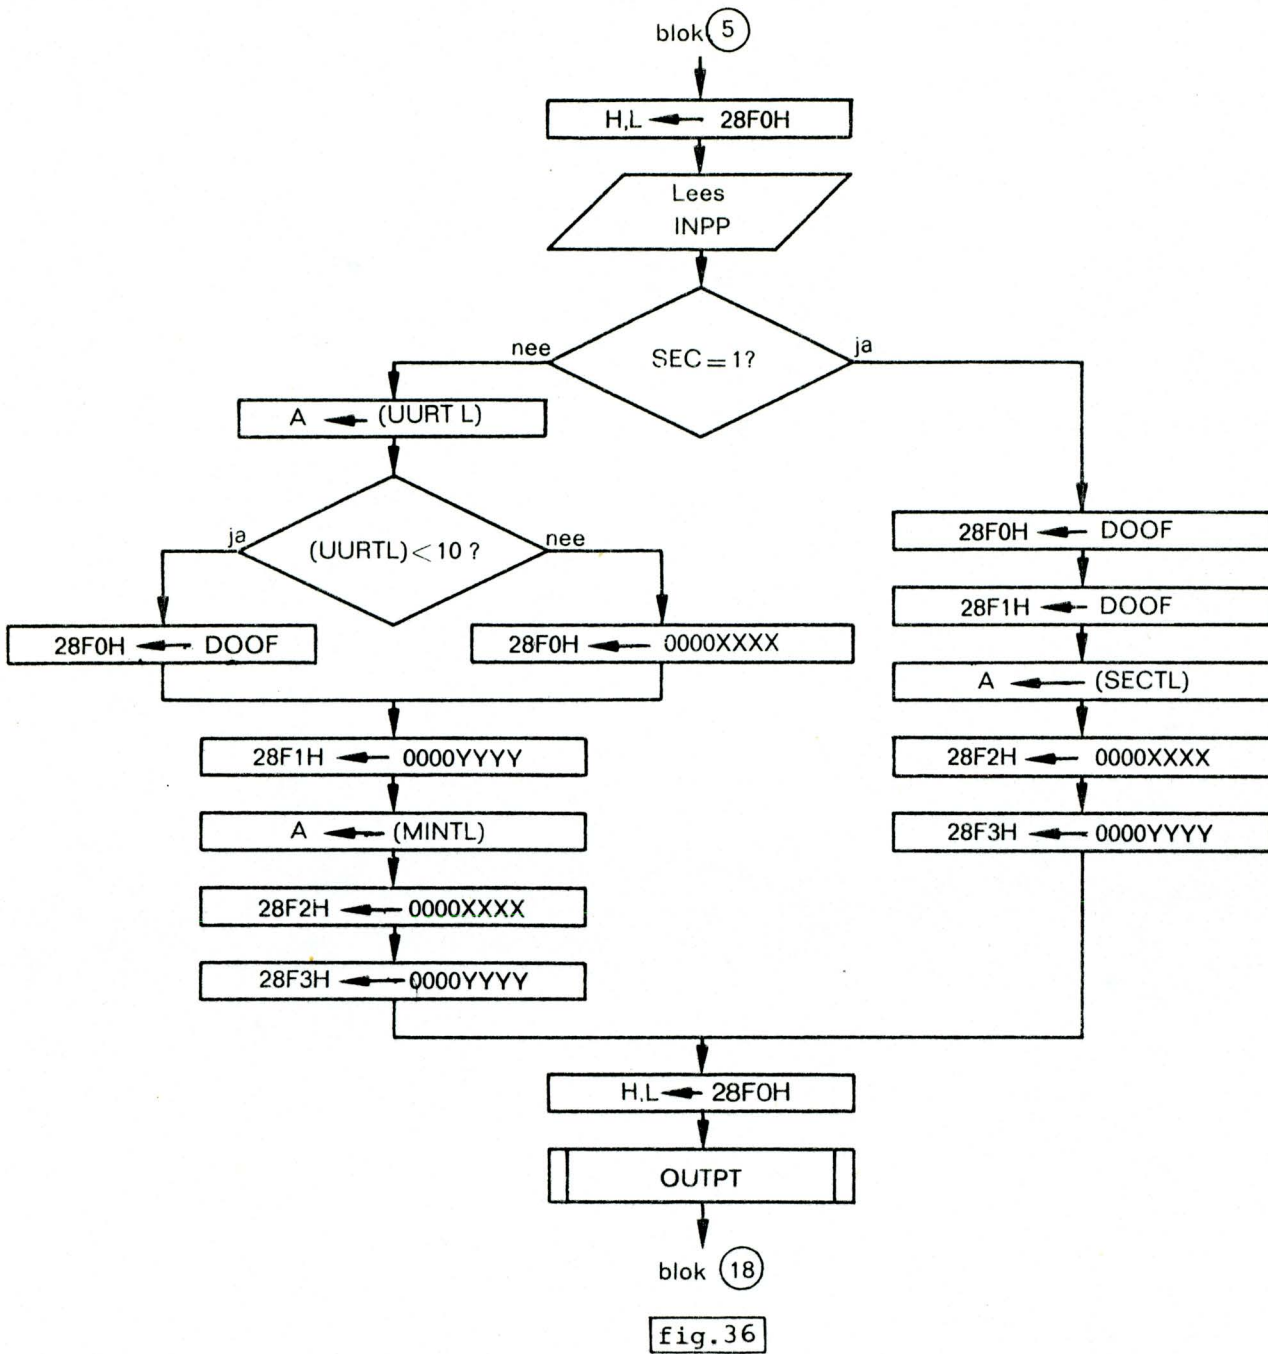 blok 5
H,L ← 28F0H
Lees
INPP
SEC = 1?
nee
ja
A ← (UURT L)
(UURTL) < 10 ?
ja
nee
28F0H ← DOOF
28F0H ← 0000XXXX
28F1H ← 0000YYYY
A ← (MINTL)
28F2H ← 0000XXXX
28F3H ← 0000YYYY
28F0H ← DOOF
28F1H ← DOOF
A ← (SECTL)
28F2H ← 0000XXXX
28F3H ← 0000YYYY
H,L ← 28F0H
OUTPT
blok 18
fig.36